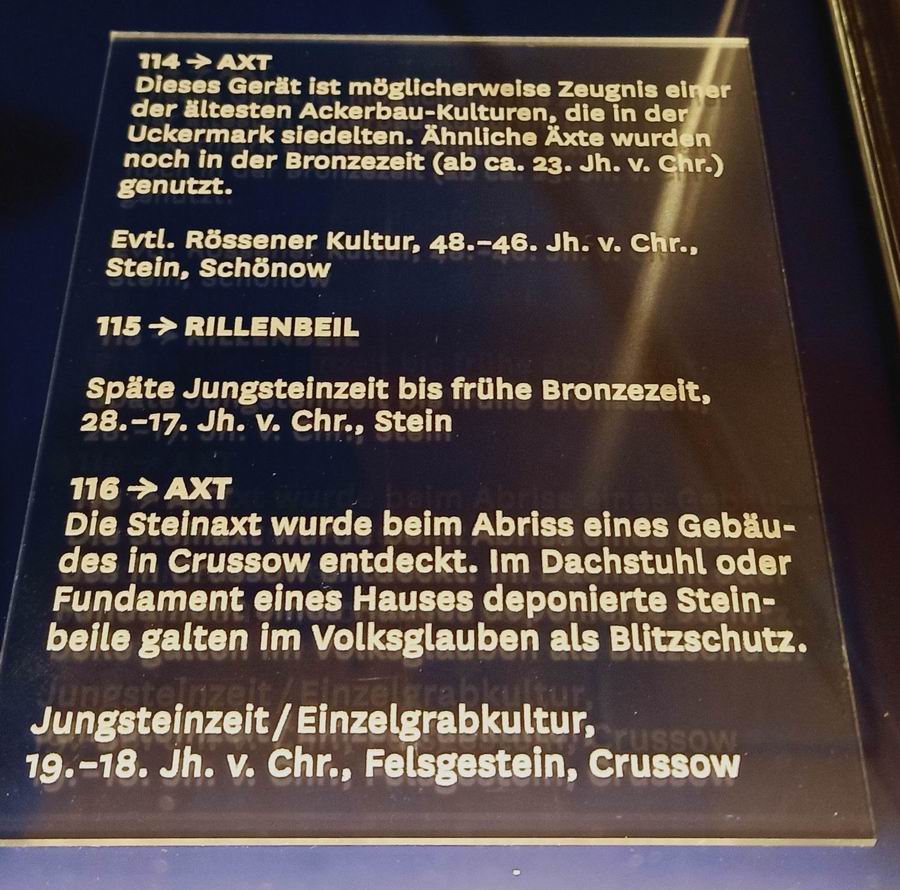 114 → AXT
Dieses Gerät ist möglicherweise Zeugnis einer
der ältesten Ackerbau-Kulturen, die in der
Uckermark siedelten. Ähnliche Äxte wurden
noch in der Bronzezeit (ab ca. 23. Jh. v. Chr.)
genutzt.
Evtl. Rössener Kultur, 48.–46. Jh. v. Chr.,
Stein, Schönow
115 → RILLENBEIL
Späte Jungsteinzeit bis frühe Bronzezeit,
28.–17. Jh. v. Chr., Stein
116 → AXT
Die Steinaxt wurde beim Abriss eines Gebäu-
des in Crussow entdeckt. Im Dachstuhl oder
Fundament eines Hauses deponierte Stein-
beile galten im Volksglauben als Blitzschutz.
Jungsteinzeit / Einzelgrabkultur,
19.–18. Jh. v. Chr., Felsgestein, Crussow